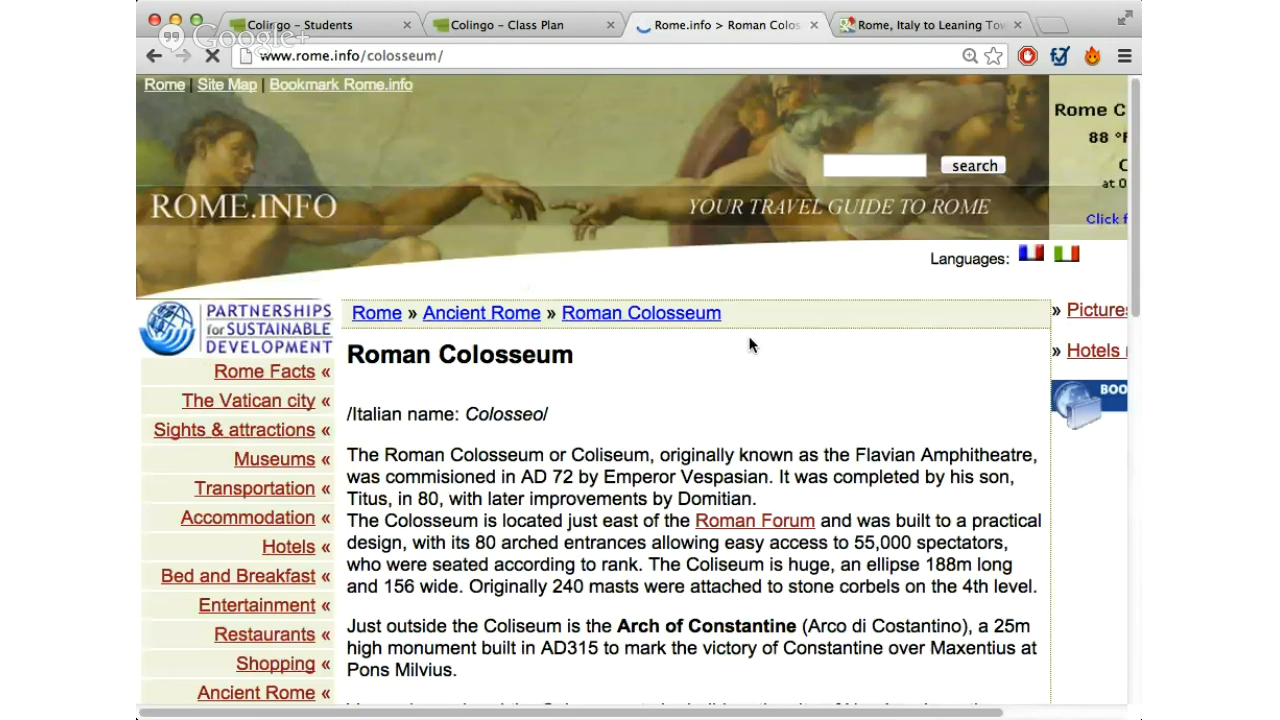 Colingo – Students
Colingo – Class Plan
Rome.info > Roman Colos
Rome, Italy to Leaning Tow
Google+
www.rome.info/colosseum/
Rome | Site Map | Bookmark Rome.info
Rome C
88 °F
C
at 0
Click f
search
ROME.INFO
YOUR TRAVEL GUIDE TO ROME
Languages:
PARTNERSHIPS
for SUSTAINABLE
DEVELOPMENT
Rome Facts «
The Vatican city «
Sights & attractions «
Museums «
Transportation «
Accommodation «
Hotels «
Bed and Breakfast «
Entertainment «
Restaurants «
Shopping «
Ancient Rome «
Rome » Ancient Rome » Roman Colosseum
Roman Colosseum
/Italian name: Colosseo/
The Roman Colosseum or Coliseum, originally known as the Flavian Amphitheatre,
was commisioned in AD 72 by Emperor Vespasian. It was completed by his son,
Titus, in 80, with later improvements by Domitian.
The Colosseum is located just east of the Roman Forum and was built to a practical
design, with its 80 arched entrances allowing easy access to 55,000 spectators,
who were seated according to rank. The Coliseum is huge, an ellipse 188m long
and 156 wide. Originally 240 masts were attached to stone corbels on the 4th level.
Just outside the Coliseum is the Arch of Constantine (Arco di Costantino), a 25m
high monument built in AD315 to mark the victory of Constantine over Maxentius at
Pons Milvius.
» Pictures
» Hotels
BOO